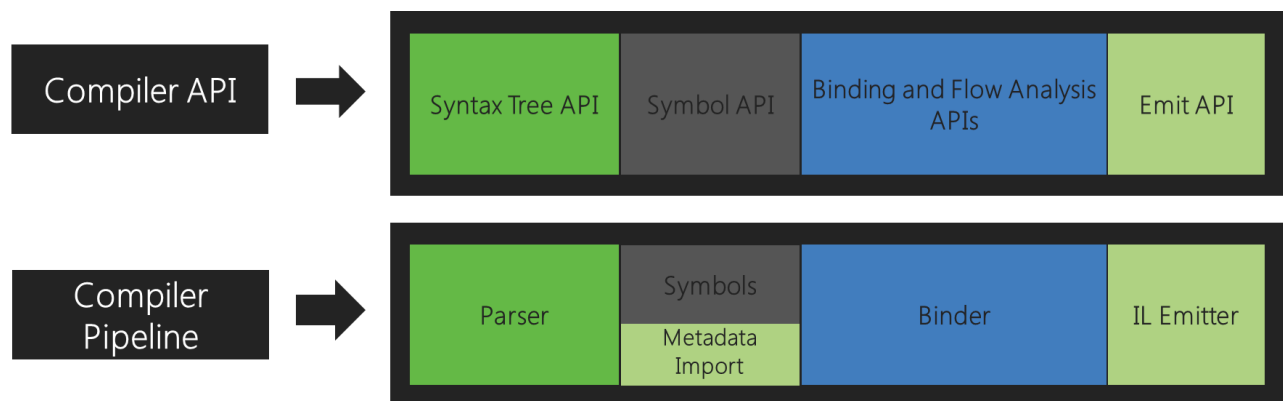 Compiler API
Syntax Tree API
Symbol API
Binding and Flow Analysis
APIs
Emit API
Compiler
Pipeline
Parser
Symbols
Metadata
Import
Binder
IL Emitter